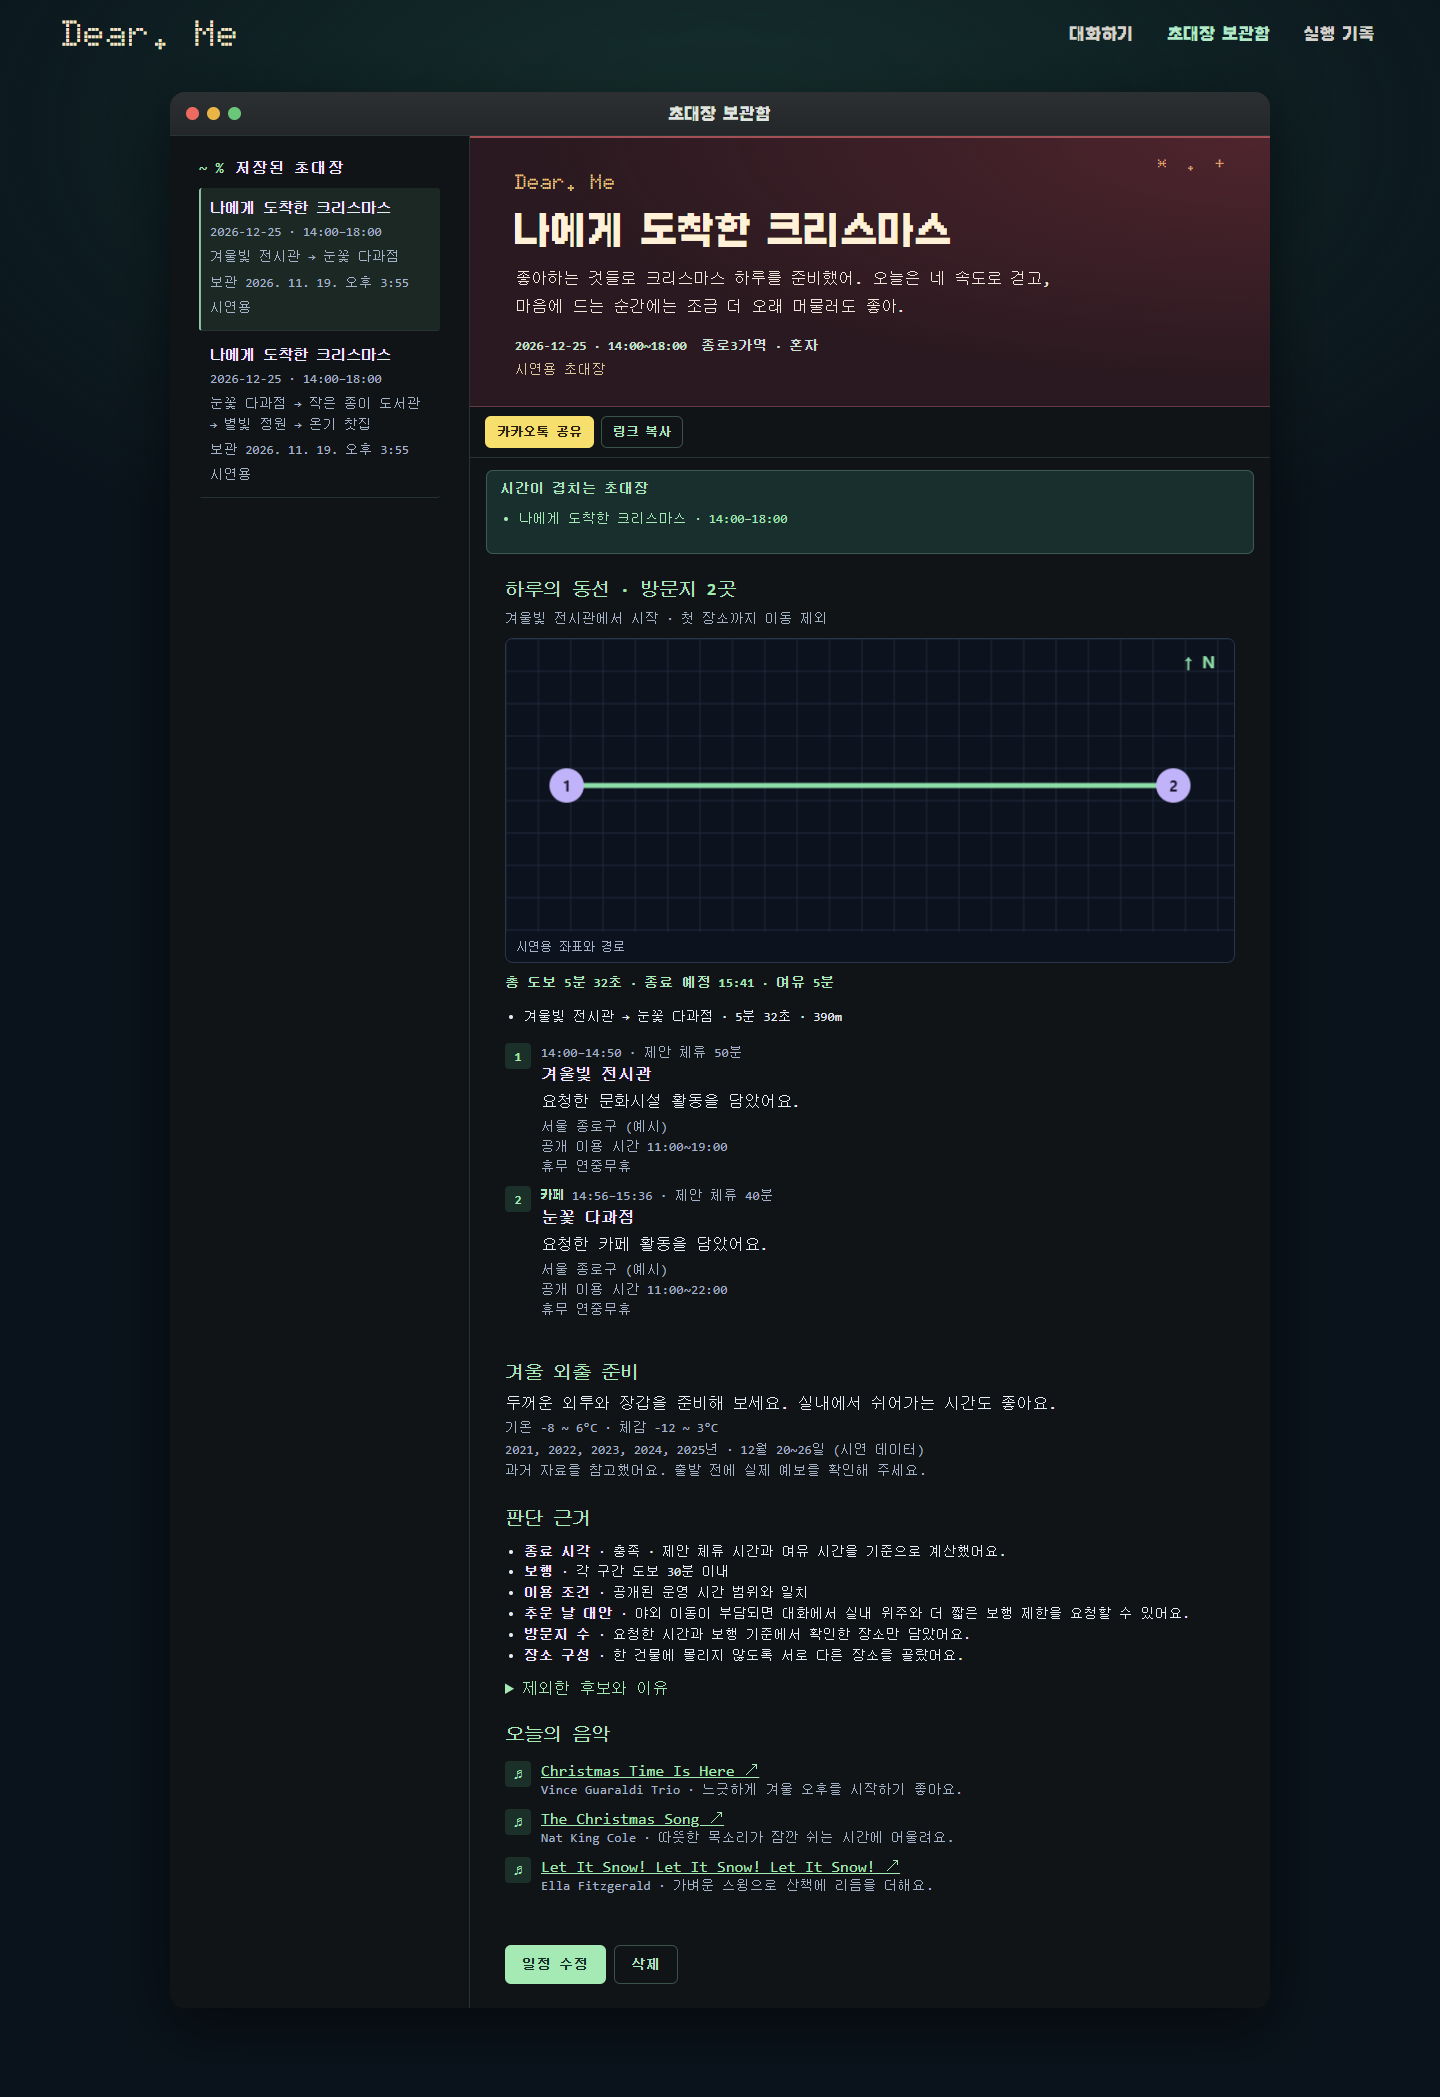 Dear. Me
대화하기 초대장 보관함 실행 기록
초대장 보관함
~ % 저장된 초대장
나에게 도착한 크리스마스
2026-12-25 · 14:00–18:00
겨울빛 전시관 → 눈꽃 다과점
보관 2026. 11. 19. 오후 3:55
시연용
나에게 도착한 크리스마스
2026-12-25 · 14:00–18:00
눈꽃 다과점 → 작은 종이 도서관
→ 별빛 정원 → 온기 찻집
보관 2026. 11. 19. 오후 3:55
시연용
Dear. Me
나에게 도착한 크리스마스
좋아하는 것들로 크리스마스 하루를 준비했어. 오늘은 네 속도로 걷고,
마음에 드는 순간에는 조금 더 오래 머물러도 좋아.
2026-12-25 · 14:00~18:00 종로3가역 · 혼자
시연용 초대장
카카오톡 공유 링크 복사
시간이 겹치는 초대장
• 나에게 도착한 크리스마스 · 14:00–18:00
하루의 동선 · 방문지 2곳
겨울빛 전시관에서 시작 · 첫 장소까지 이동 제외
↑ N
1 2
시연용 좌표와 경로
총 도보 5분 32초 · 종료 예정 15:41 · 여유 5분
• 겨울빛 전시관 → 눈꽃 다과점 · 5분 32초 · 390m
1 14:00–14:50 · 제안 체류 50분
겨울빛 전시관
요청한 문화시설 활동을 담았어요.
서울 종로구 (예시)
공개 이용 시간 11:00~19:00
휴무 연중무휴
2 카페 14:56–15:36 · 제안 체류 40분
눈꽃 다과점
요청한 카페 활동을 담았어요.
서울 종로구 (예시)
공개 이용 시간 11:00~22:00
휴무 연중무휴
겨울 외출 준비
두꺼운 외투와 장갑을 준비해 보세요. 실내에서 쉬어가는 시간도 좋아요.
기온 -8 ~ 6°C · 체감 -12 ~ 3°C
2021, 2022, 2023, 2024, 2025년 · 12월 20~26일 (시연 데이터)
과거 자료를 참고했어요. 출발 전에 실제 예보를 확인해 주세요.
판단 근거
• 종료 시각 · 충족 · 제안 체류 시간과 여유 시간을 기준으로 계산했어요.
• 보행 · 각 구간 도보 30분 이내
• 이용 조건 · 공개된 운영 시간 범위와 일치
• 추운 날 대안 · 야외 이동이 부담되면 대화에서 실내 위주와 더 짧은 보행 제한을 요청할 수 있어요.
• 방문지 수 · 요청한 시간과 보행 기준에서 확인한 장소만 담았어요.
• 장소 구성 · 한 건물에 몰리지 않도록 서로 다른 장소를 골랐어요.
▶ 제외한 후보와 이유
오늘의 음악
♬ Christmas Time Is Here ↗
Vince Guaraldi Trio · 느긋하게 겨울 오후를 시작하기 좋아요.
♬ The Christmas Song ↗
Nat King Cole · 따뜻한 목소리가 잠깐 쉬는 시간에 어울려요.
♬ Let It Snow! Let It Snow! Let It Snow! ↗
Ella Fitzgerald · 가벼운 스윙으로 산책에 리듬을 더해요.
일정 수정 삭제